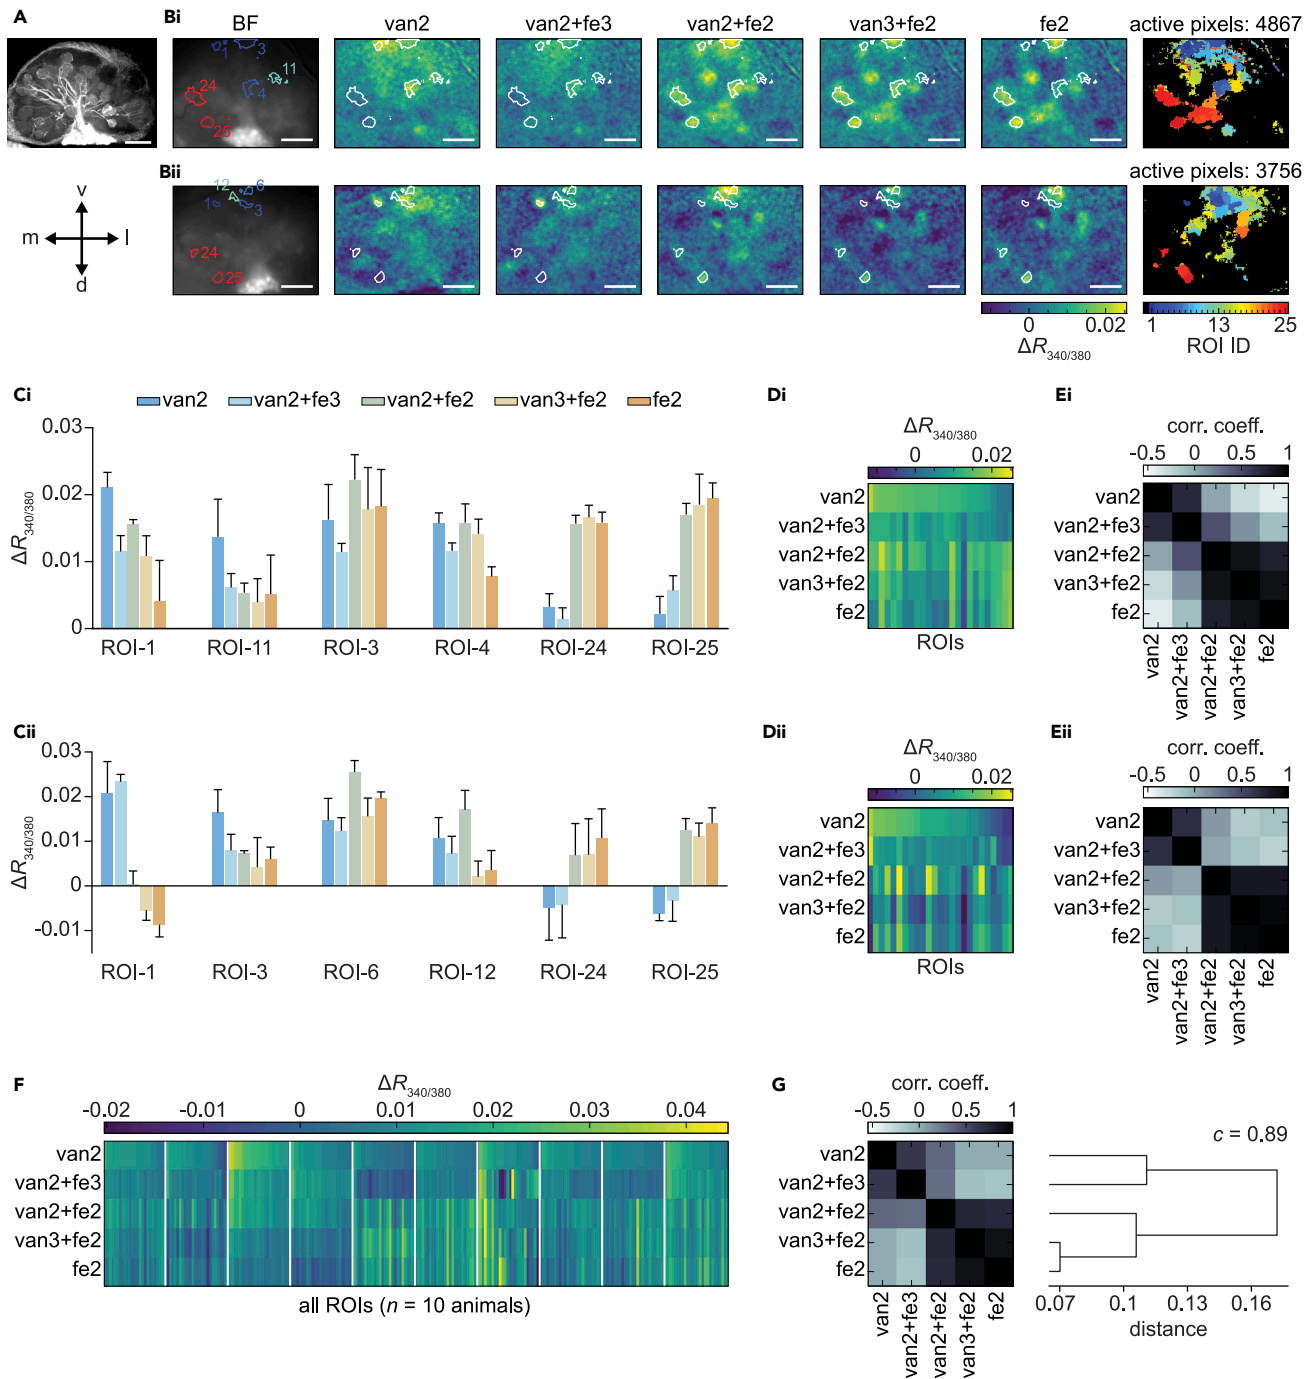 A
Bi
BF
van2
van2+fe3
van2+fe2
van3+fe2
fe2
active pixels: 4867
1
3
11
24
4
25
Bii
active pixels: 3756
12
6
1
3
24
25
v
m
l
d
0
0.02
ΔR340/380
1
13
25
ROI ID
Ci
van2
van2+fe3
van2+fe2
van3+fe2
fe2
0.03
0.02
0.01
0
ΔR340/380
ROI-1
ROI-11
ROI-3
ROI-4
ROI-24
ROI-25
Di
ΔR340/380
0
0.02
van2
van2+fe3
van2+fe2
van3+fe2
fe2
ROIs
Ei
corr. coeff.
-0.5
0
0.5
1
van2
van2+fe3
van2+fe2
van3+fe2
fe2
van2
van2+fe3
van2+fe2
van3+fe2
fe2
Cii
0.03
0.02
0.01
0
-0.01
ΔR340/380
ROI-1
ROI-3
ROI-6
ROI-12
ROI-24
ROI-25
Dii
ΔR340/380
0
0.02
van2
van2+fe3
van2+fe2
van3+fe2
fe2
ROIs
Eii
corr. coeff.
-0.5
0
0.5
1
van2
van2+fe3
van2+fe2
van3+fe2
fe2
van2
van2+fe3
van2+fe2
van3+fe2
fe2
F
ΔR340/380
-0.02
-0.01
0
0.01
0.02
0.03
0.04
van2
van2+fe3
van2+fe2
van3+fe2
fe2
all ROIs (n = 10 animals)
G
corr. coeff.
-0.5
0
0.5
1
van2
van2+fe3
van2+fe2
van3+fe2
fe2
van2
van2+fe3
van2+fe2
van3+fe2
fe2
c = 0.89
0.07
0.1
0.13
0.16
distance